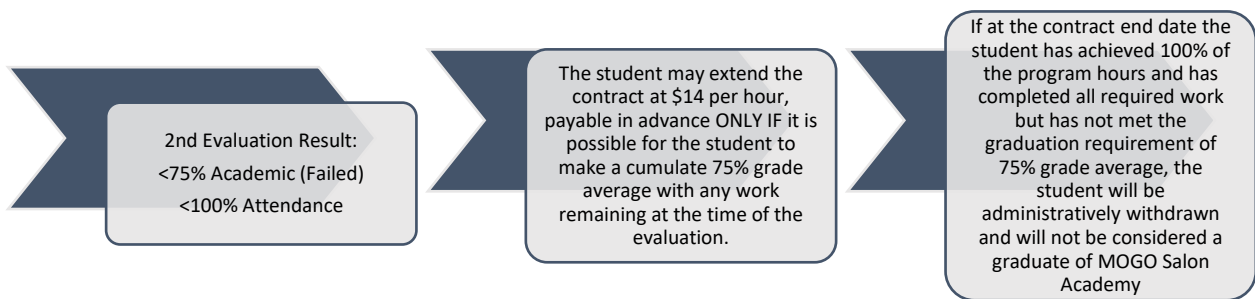 2nd Evaluation Result:
<75% Academic (Failed)
<100% Attendance
The student may extend the
contract at $14 per hour,
payable in advance ONLY IF it is
possible for the student to
make a cumulate 75% grade
average with any work
remaining at the time of the
evaluation.
If at the contract end date the
student has achieved 100% of
the program hours and has
completed all required work
but has not met the
graduation requirement of
75% grade average, the
student will be
administratively withdrawn
and will not be considered a
graduate of MOGO Salon
Academy